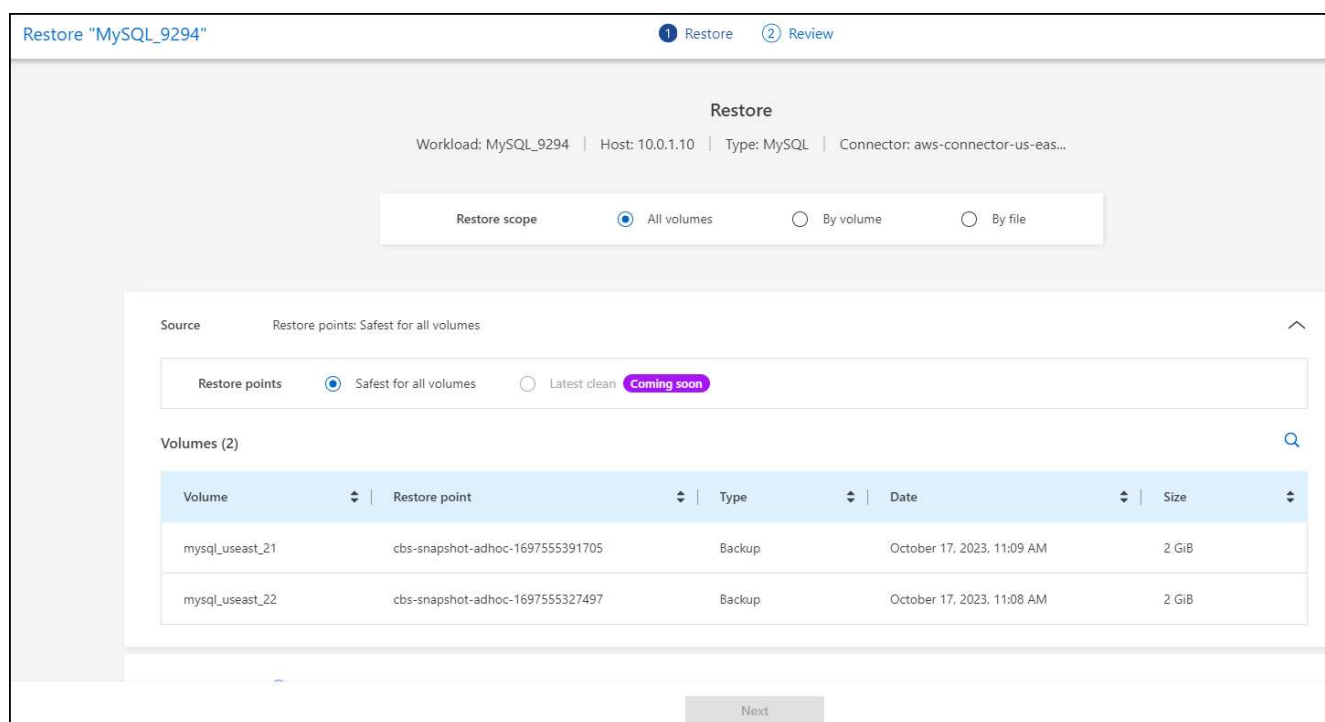 Restore "MySQL_9294" 1 Restore 2 Review
Restore
Workload: MySQL_9294 | Host: 10.0.1.10 | Type: MySQL | Connector: aws-connector-us-eas...
Restore scope All volumes By volume By file
Source Restore points: Safest for all volumes
Restore points Safest for all volumes Latest clean Coming soon
Volumes (2)
Volume Restore point Type Date Size
mysql_useast_21 cbs-snapshot-adhoc-1697555391705 Backup October 17, 2023, 11:09 AM 2 GiB
mysql_useast_22 cbs-snapshot-adhoc-1697555327497 Backup October 17, 2023, 11:08 AM 2 GiB
Next